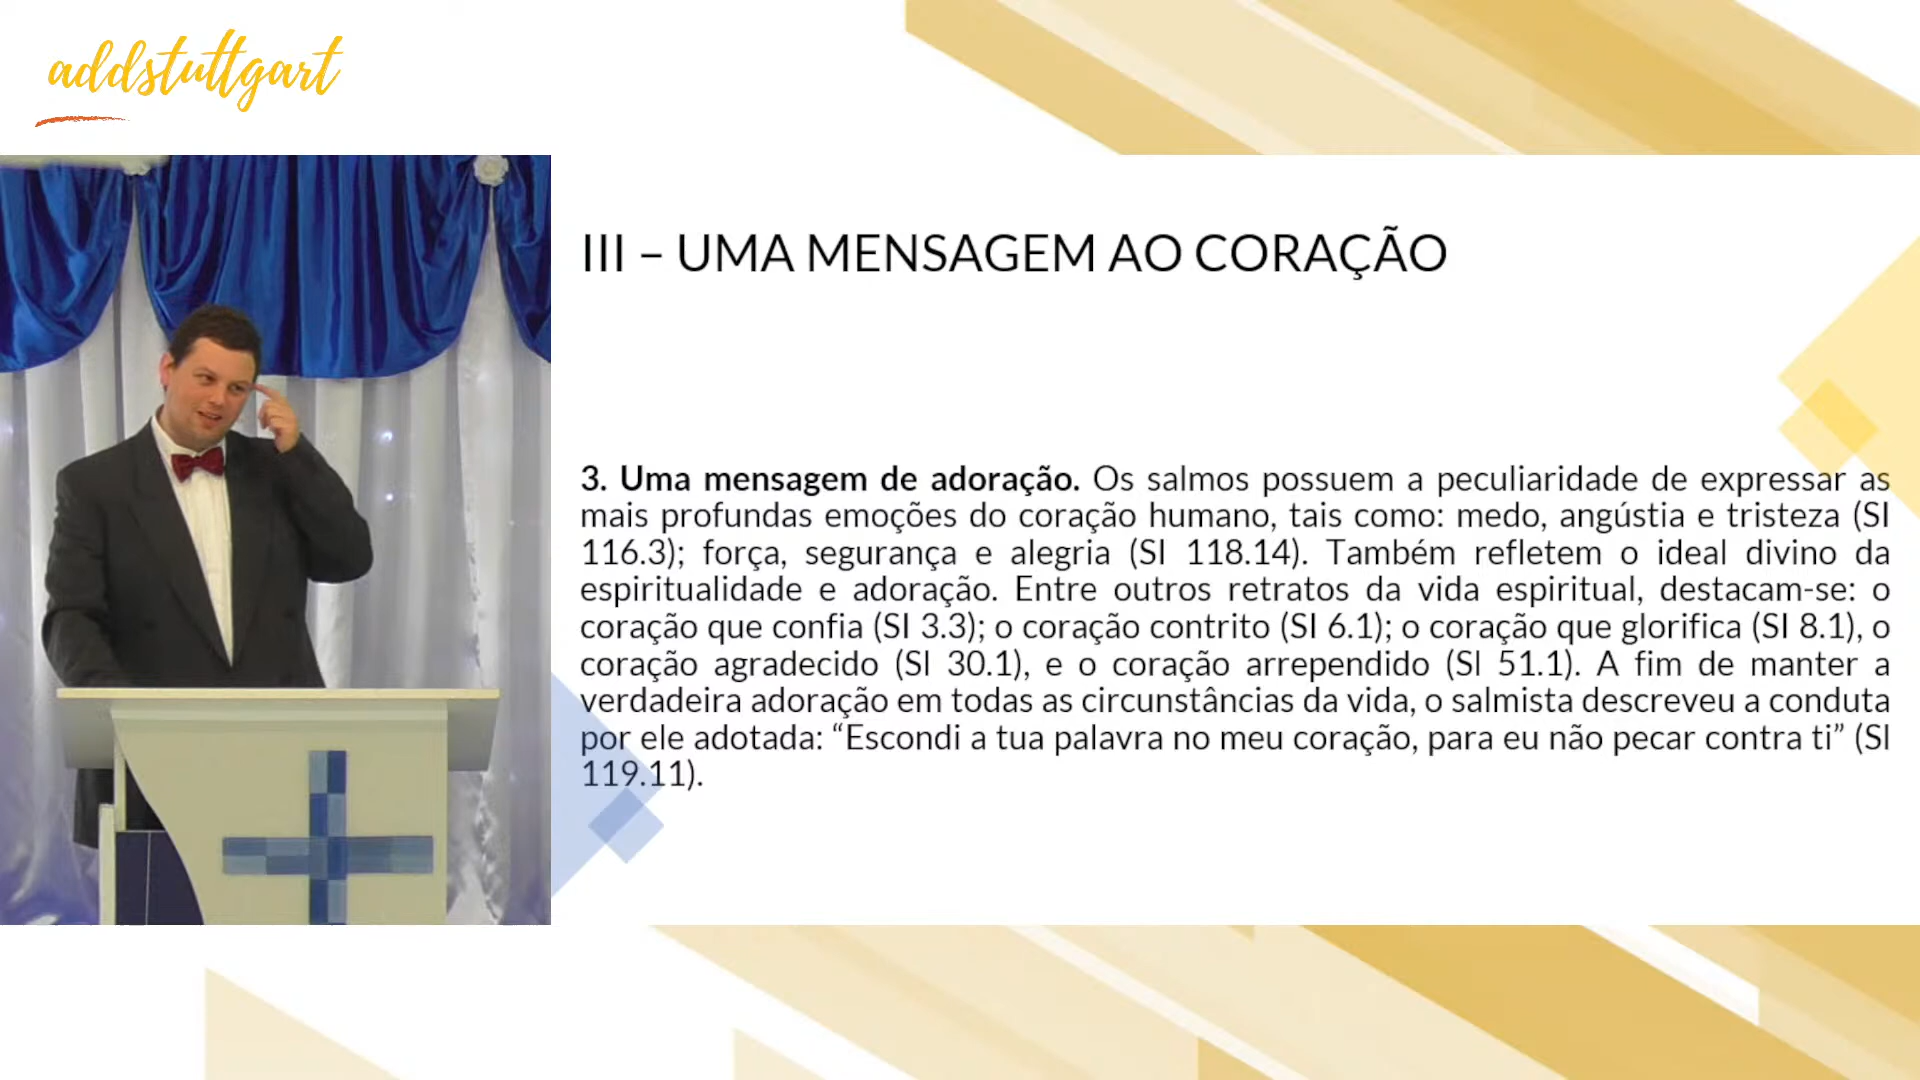 addstuttgart
III – UMA MENSAGEM AO CORAÇÃO
3. Uma mensagem de adoração. Os salmos possuem a peculiaridade de expressar as
mais profundas emoções do coração humano, tais como: medo, angústia e tristeza (Sl
116.3); força, segurança e alegria (Sl 118.14). Também refletem o ideal divino da
espiritualidade e adoração. Entre outros retratos da vida espiritual, destacam-se: o
coração que confia (Sl 3.3); o coração contrito (Sl 6.1); o coração que glorifica (Sl 8.1), o
coração agradecido (Sl 30.1), e o coração arrependido (Sl 51.1). A fim de manter a
verdadeira adoração em todas as circunstâncias da vida, o salmista descreveu a conduta
por ele adotada: “Escondi a tua palavra no meu coração, para eu não pecar contra ti” (Sl
119.11).